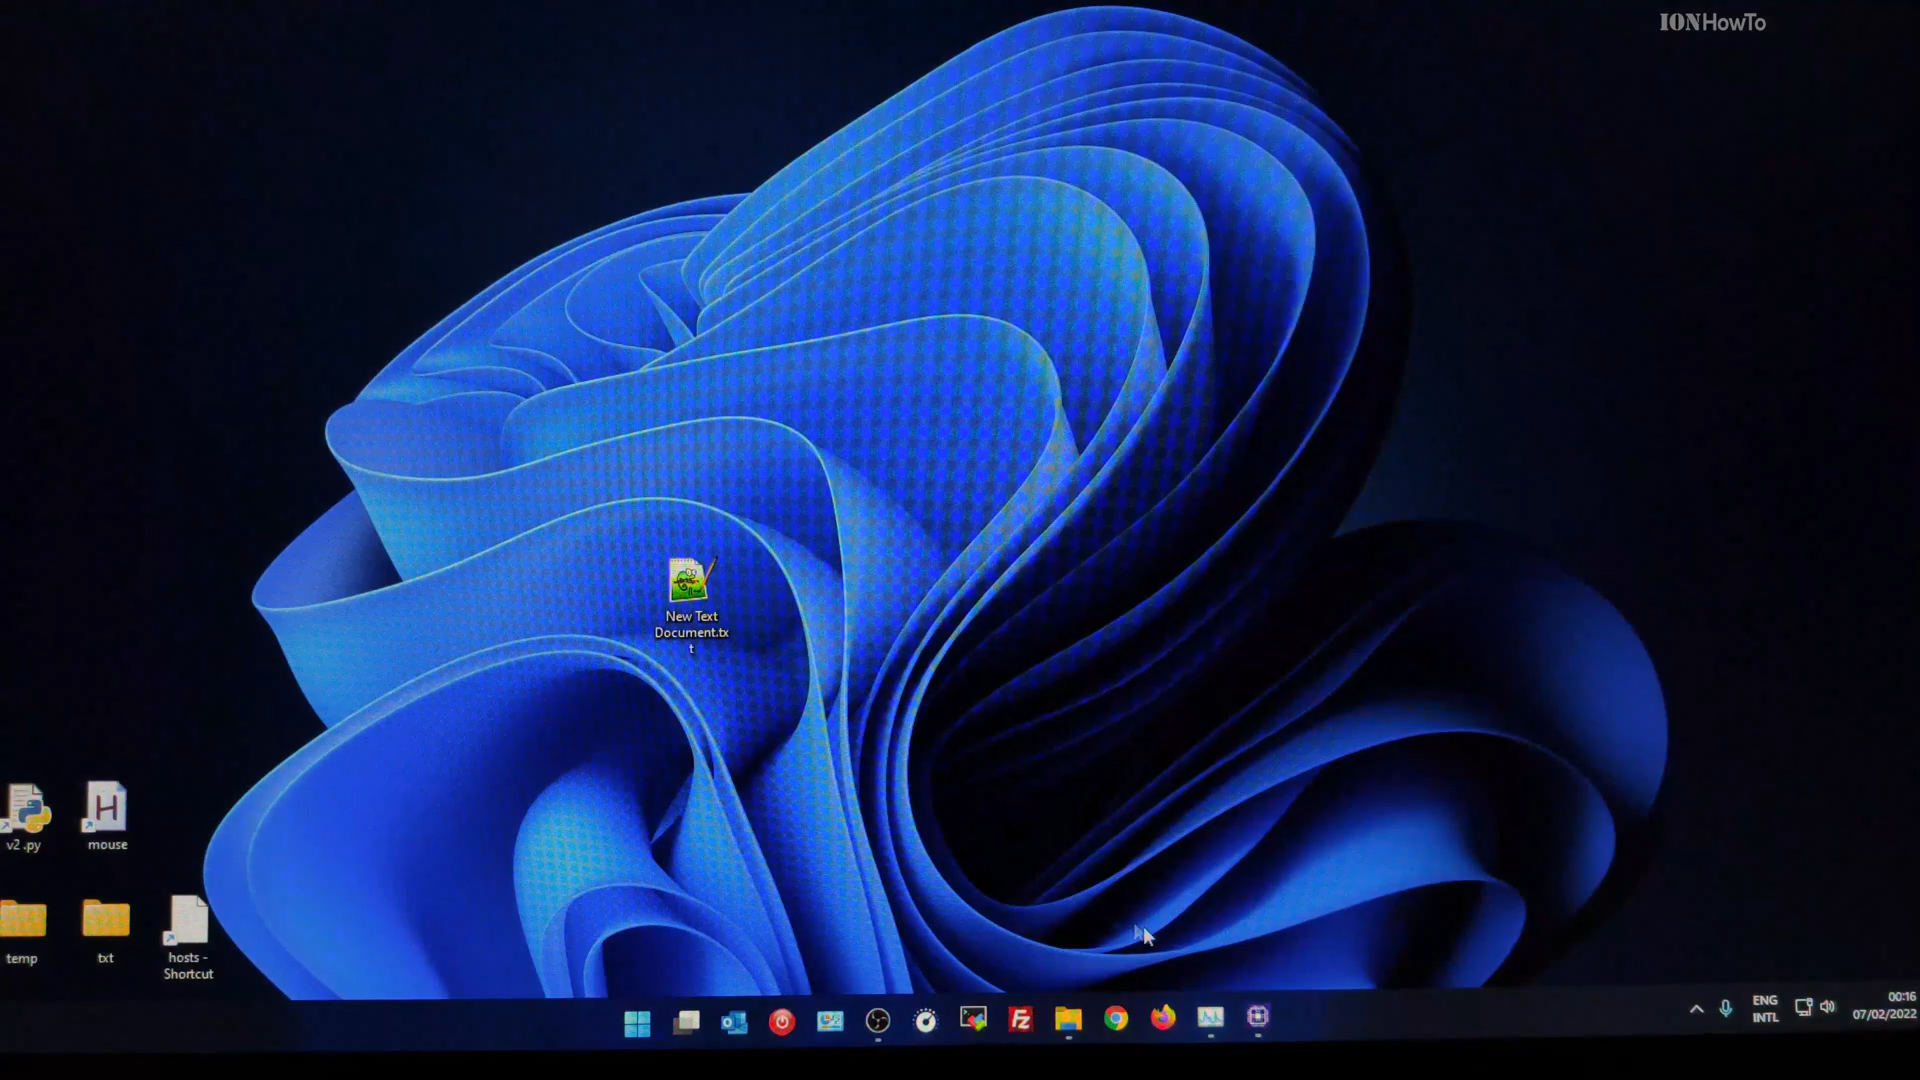 IONHowTo
New Text
Document.tx
t
v2 .py
mouse
temp
txt
hosts -
Shortcut
ENG
INTL
00:16
07/02/2022